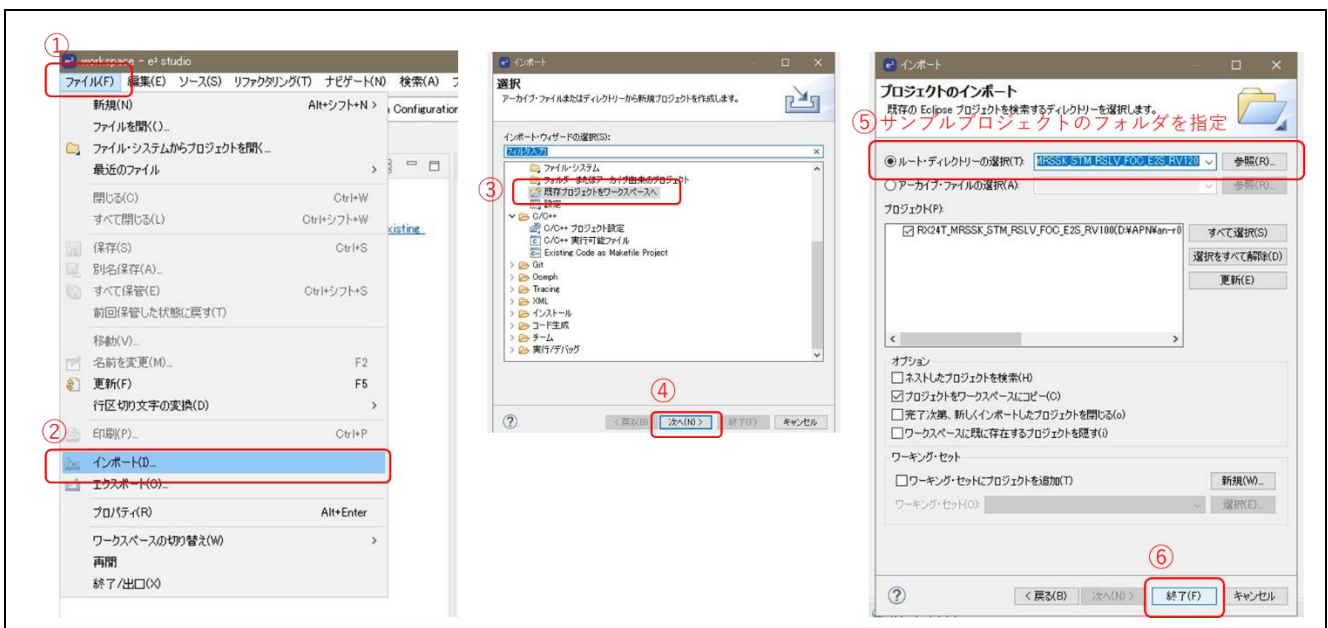 ①
workspace - e² studio
ファイル(F) 編集(E) ソース(S) リファクタリング(T) ナビゲート(N) 検索(A)
新規(N) Alt+シフト+N >
Configuration
ファイルを開く(.)...
ファイル・システムからプロジェクトを開く...
最近のファイル >
閉じる(C) Ctrl+W
すべて閉じる(L) Ctrl+シフト+W
existing
保存(S) Ctrl+S
別名保存(A)...
すべて保管(E) Ctrl+シフト+S
前回保管した状態に戻す(T)
移動(V)...
名前を変更(M)... F2
更新(F) F5
行区切り文字の変換(D) >
②
印刷(P)... Ctrl+P
インポート(I)...
エクスポート(O)...
プロパティ(R) Alt+Enter
ワークスペースの切り替え(W) >
再開
終了/出口(X)
インポート
選択
アーカイブ・ファイルまたはディレクトリーから新規プロジェクトを作成します。
インポート・ウィザードの選択(S):
フィルタ入力
ファイル・システム
フォルダーまたはアーカイブ由来のプロジェクト
③
既存プロジェクトをワークスペースへ
設定
C/C++
C/C++ プロジェクト設定
C/C++ 実行可能ファイル
Existing Code as Makefile Project
> Git
> Oomph
> Tracing
> XML
> インストール
> コード生成
> チーム
> 実行/デバッグ
④
< 戻る(B) 次へ(N) > 終了(F) キャンセル
インポート
プロジェクトのインポート
既存の Eclipse プロジェクトを検索するディレクトリーを選択します。
⑤サンプルプロジェクトのフォルダを指定
ルート・ディレクトリーの選択(T): MRSSK_STM_RSLV_FOC_E2S_RV120 参照(R)...
アーカイブ・ファイルの選択(A): 参照(R)...
プロジェクト(P):
RX24T_MRSSK_STM_RSLV_FOC_E2S_RV100(D:¥APN¥an-r0
すべて選択(S)
選択をすべて解除(D)
更新(E)
オプション
ネストしたプロジェクトを検索(H)
プロジェクトをワークスペースにコピー(C)
完了次第、新しくインポートしたプロジェクトを閉じる(o)
ワークスペースに既に存在するプロジェクトを隠す(i)
ワーキング・セット
ワーキング・セットにプロジェクトを追加(T) 新規(W)...
ワーキング・セット(O): 選択(E)...
⑥
< 戻る(B) 次へ(N) > 終了(F) キャンセル